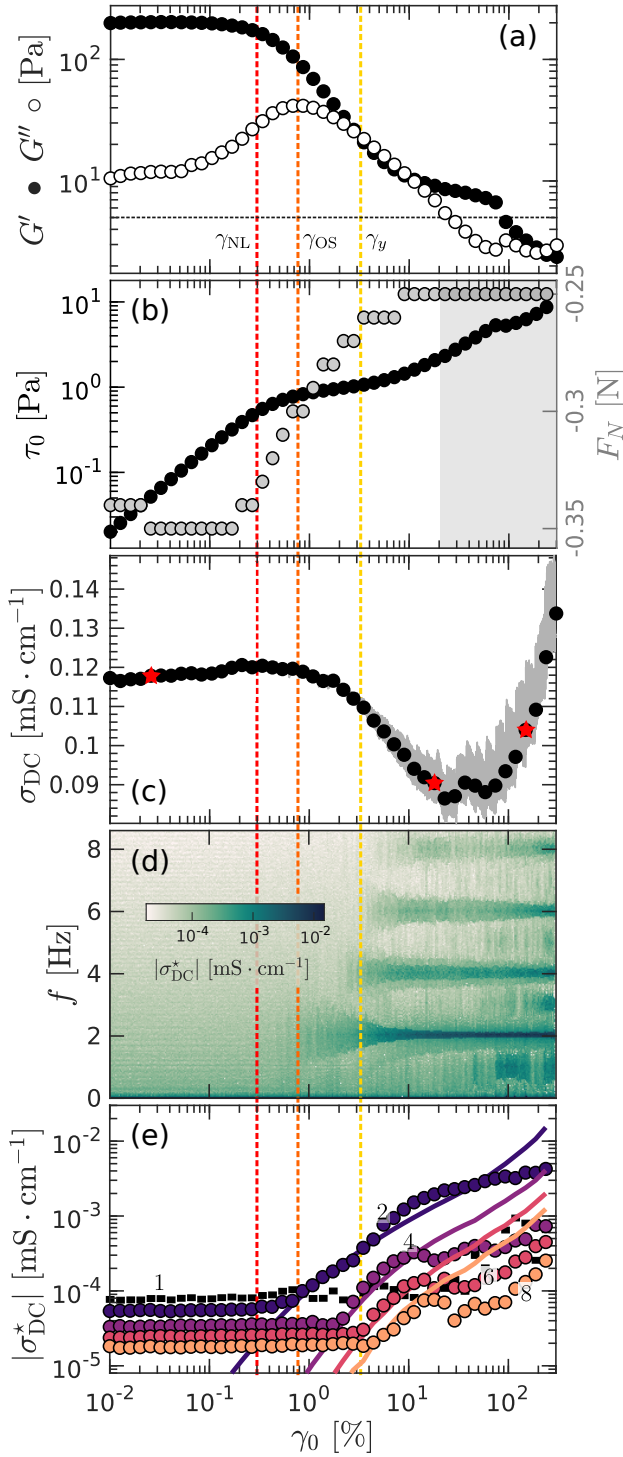 (a)
10²
10¹
G′ ● G″ ○ [Pa]
γNL
γOS
γy
(b)
10¹
10⁰
10⁻¹
τ₀ [Pa]
-0.25
-0.3
-0.35
F_N [N]
0.14
0.13
0.12
0.11
0.1
0.09
σDC [mS · cm⁻¹]
(c)
(d)
8
6
4
2
0
f [Hz]
10⁻⁴ 10⁻³ 10⁻²
|σ⋆DC| [mS · cm⁻¹]
(e)
10⁻²
10⁻³
10⁻⁴
10⁻⁵
|σ⋆DC| [mS · cm⁻¹]
1
2
4
6
8
10⁻² 10⁻¹ 10⁰ 10¹ 10²
γ₀ [%]